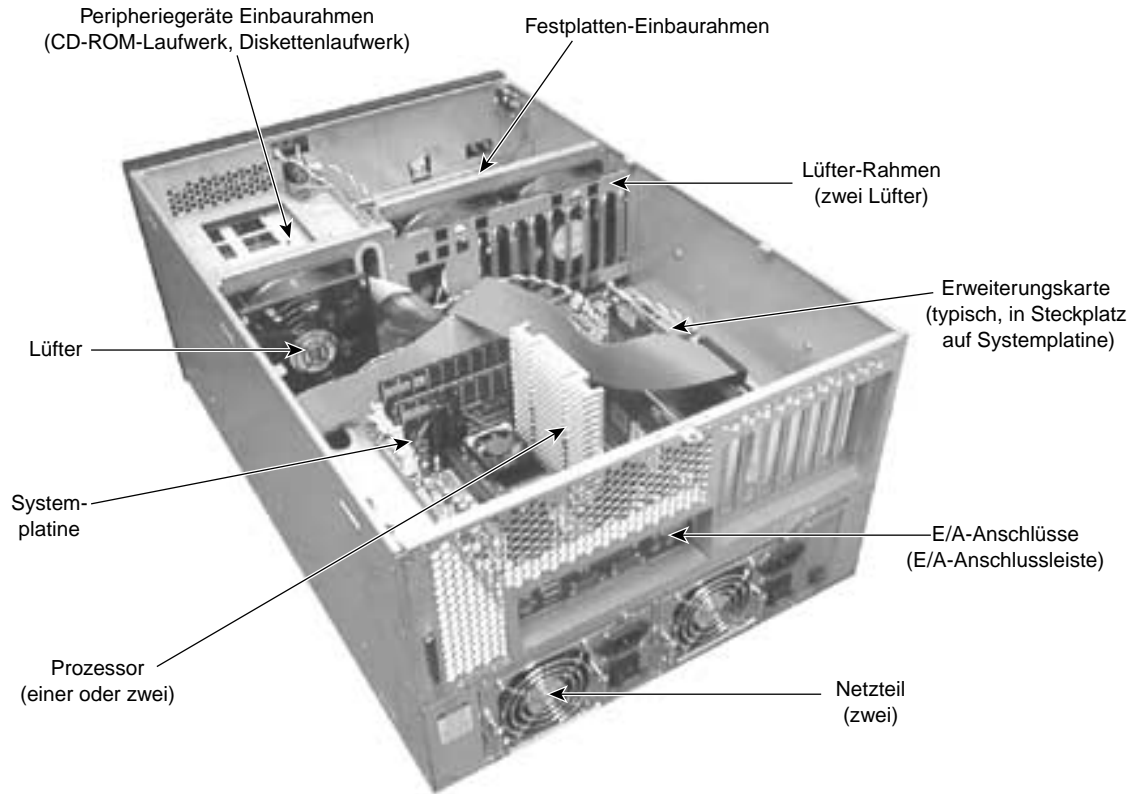 Peripheriegeräte Einbaurahmen
(CD-ROM-Laufwerk, Diskettenlaufwerk)
Festplatten-Einbaurahmen
Lüfter-Rahmen
(zwei Lüfter)
Erweiterungskarte
(typisch, in Steckplatz
auf Systemplatine)
Lüfter
System-
platine
E/A-Anschlüsse
(E/A-Anschlussleiste)
Prozessor
(einer oder zwei)
Netzteil
(zwei)